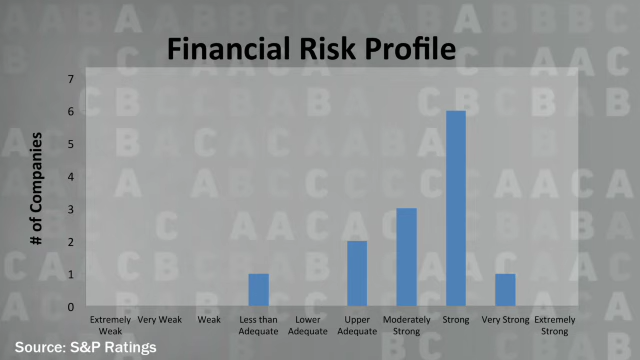 Financial Risk Profile
# of Companies
7
6
5
4
3
2
1
0
Extremely Weak
Very Weak
Weak
Less than Adequate
Lower Adequate
Upper Adequate
Moderately Strong
Strong
Very Strong
Extremely Strong
Source: S&P Ratings